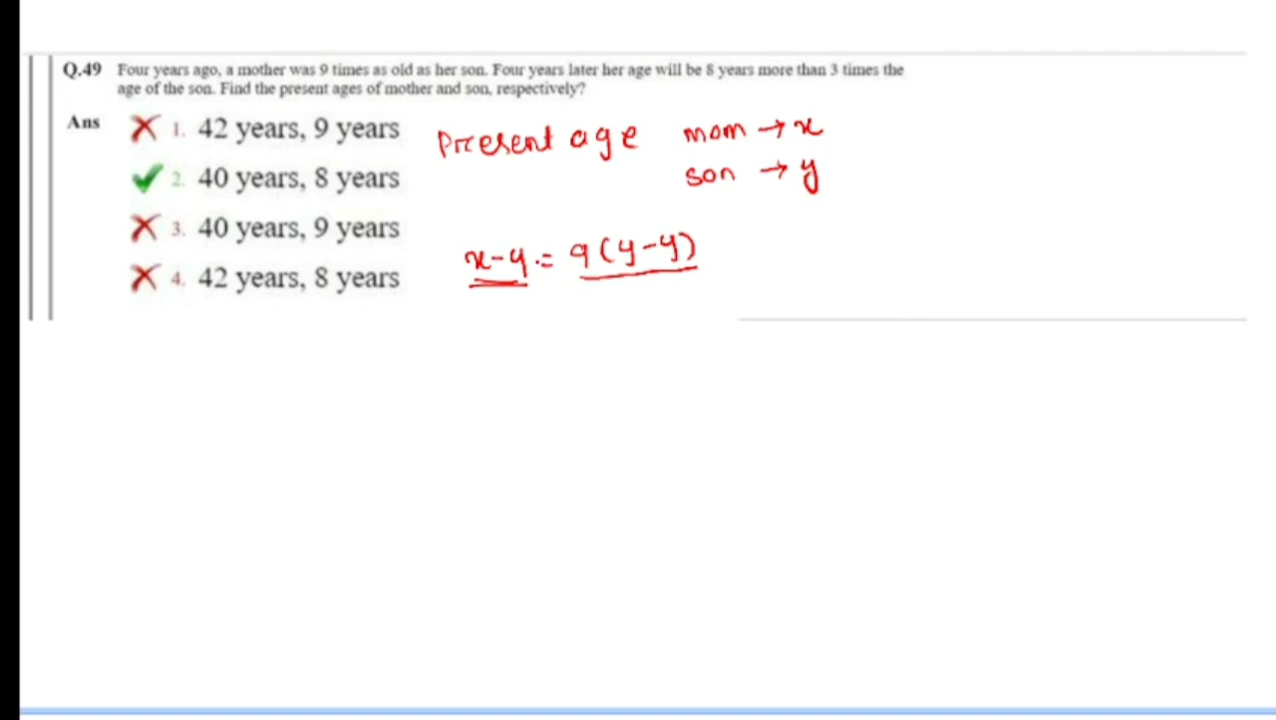 Q.49 Four years ago, a mother was 9 times as old as her son. Four years later her age will be 8 years more than 3 times the
age of the son. Find the present ages of mother and son, respectively?
Ans 1. 42 years, 9 years
2. 40 years, 8 years
3. 40 years, 9 years
4. 42 years, 8 years
Present age mom → x
son → y
x-4 = 9(y-4)